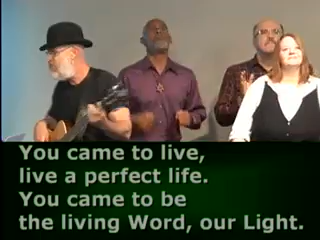 You came to live,
live a perfect life.
You came to be
the living Word, our Light.